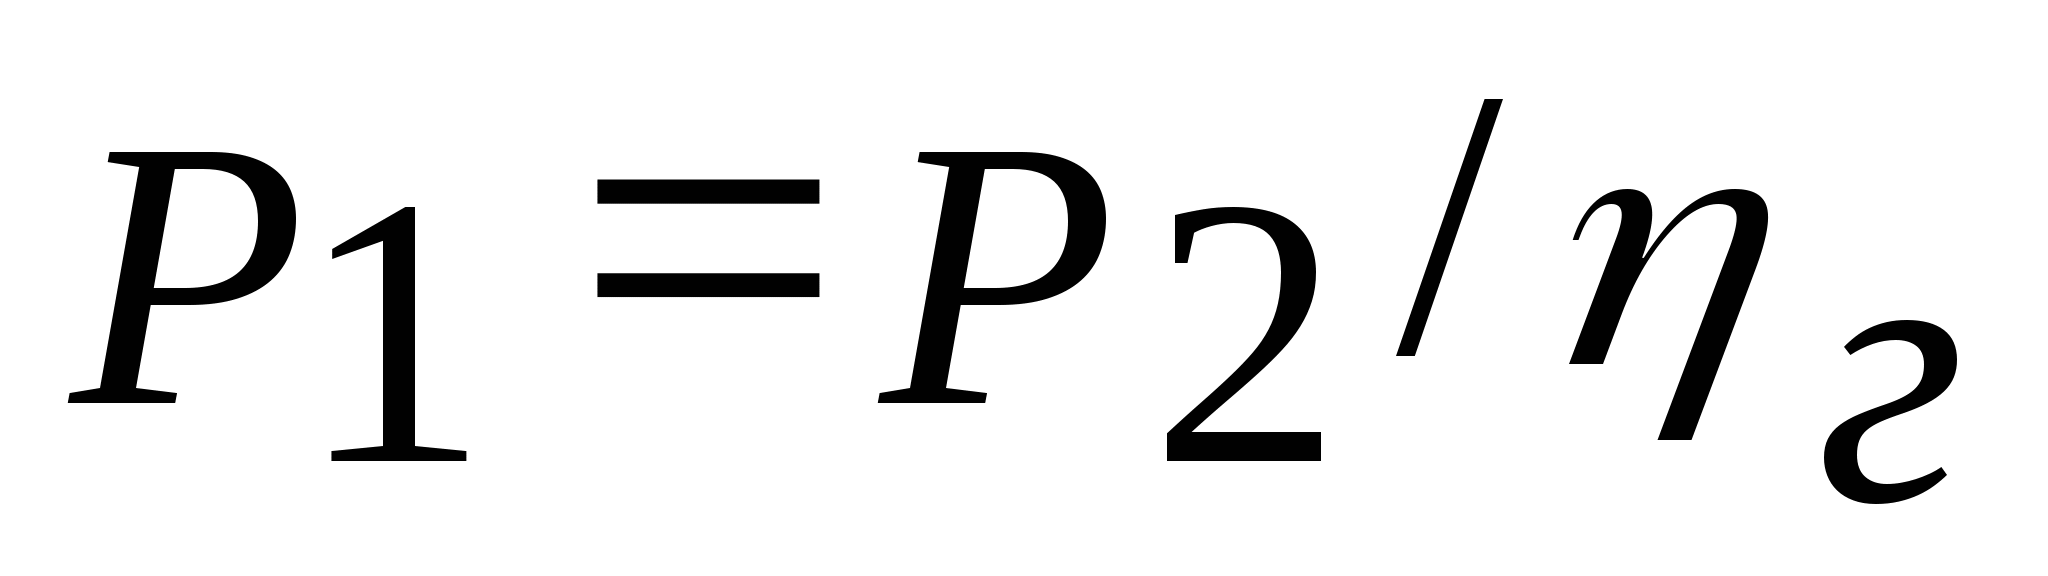 P1 = P2 / ηг